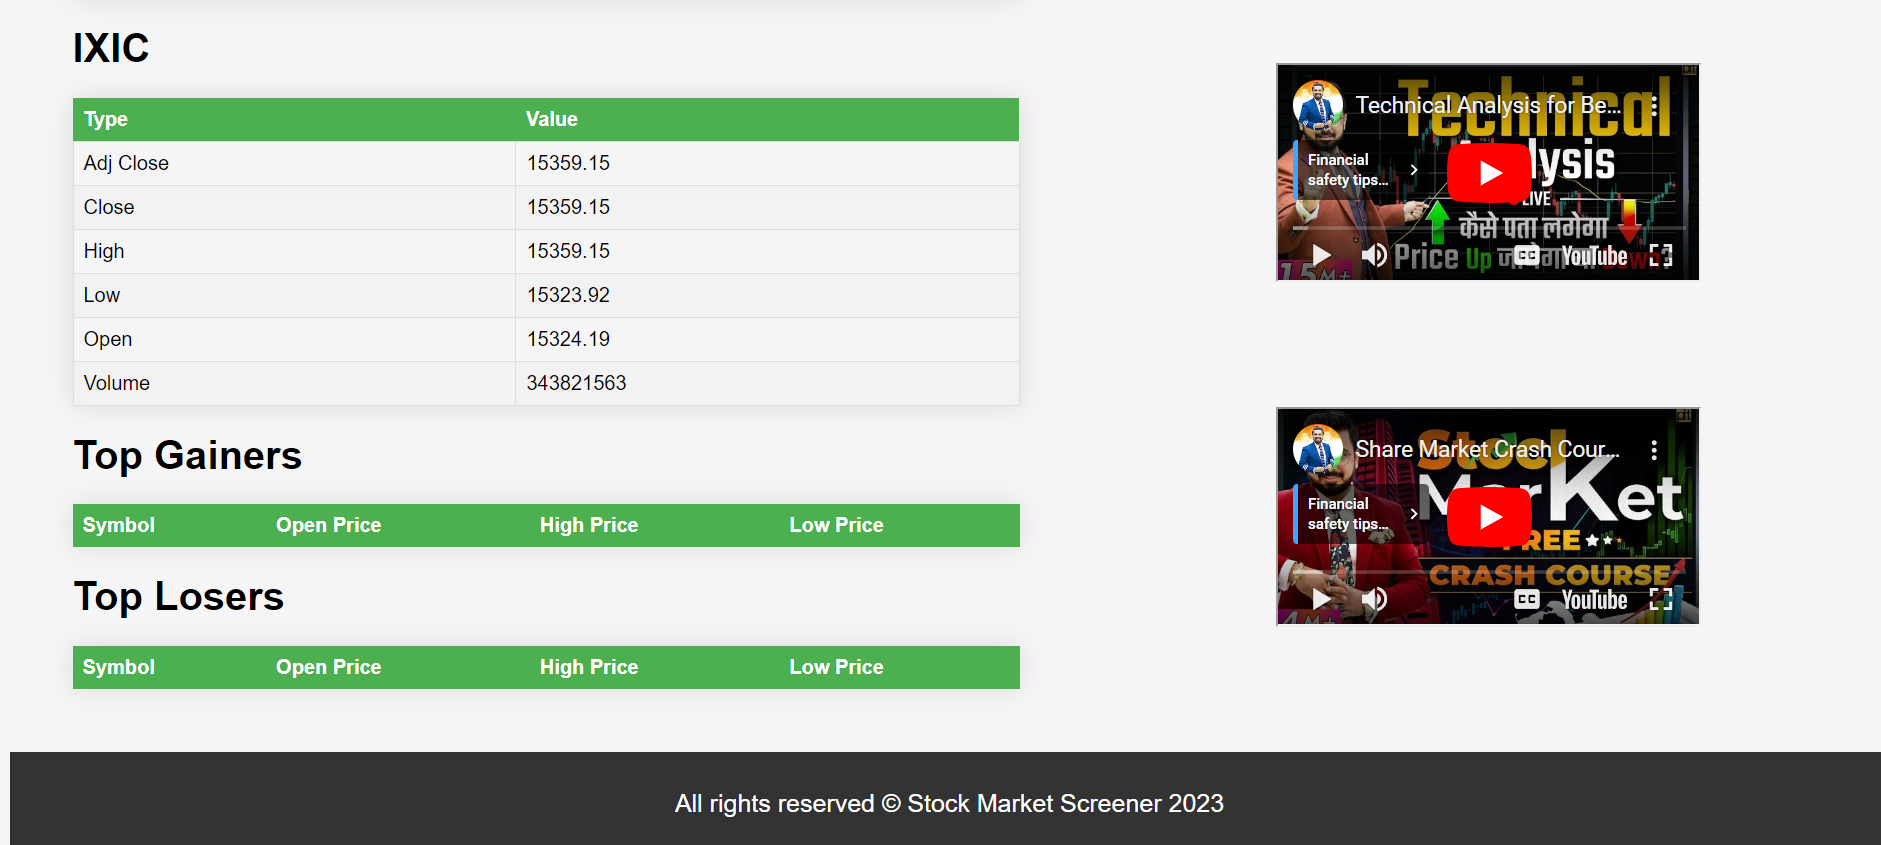 IXIC
Type Value
Adj Close 15359.15
Close 15359.15
High 15359.15
Low 15323.92
Open 15324.19
Volume 343821563
Top Gainers
Symbol Open Price High Price Low Price
Top Losers
Symbol Open Price High Price Low Price
Technical Analysis for Be...
Technical
Financial
safety tips...
LIVE
कैसे पता लगेगा
Price Up
YouTube
1.5M+
Share Market Crash Cour...
Stock
Market
Financial
safety tips...
FREE
CRASH COURSE
YouTube
4M+
All rights reserved © Stock Market Screener 2023